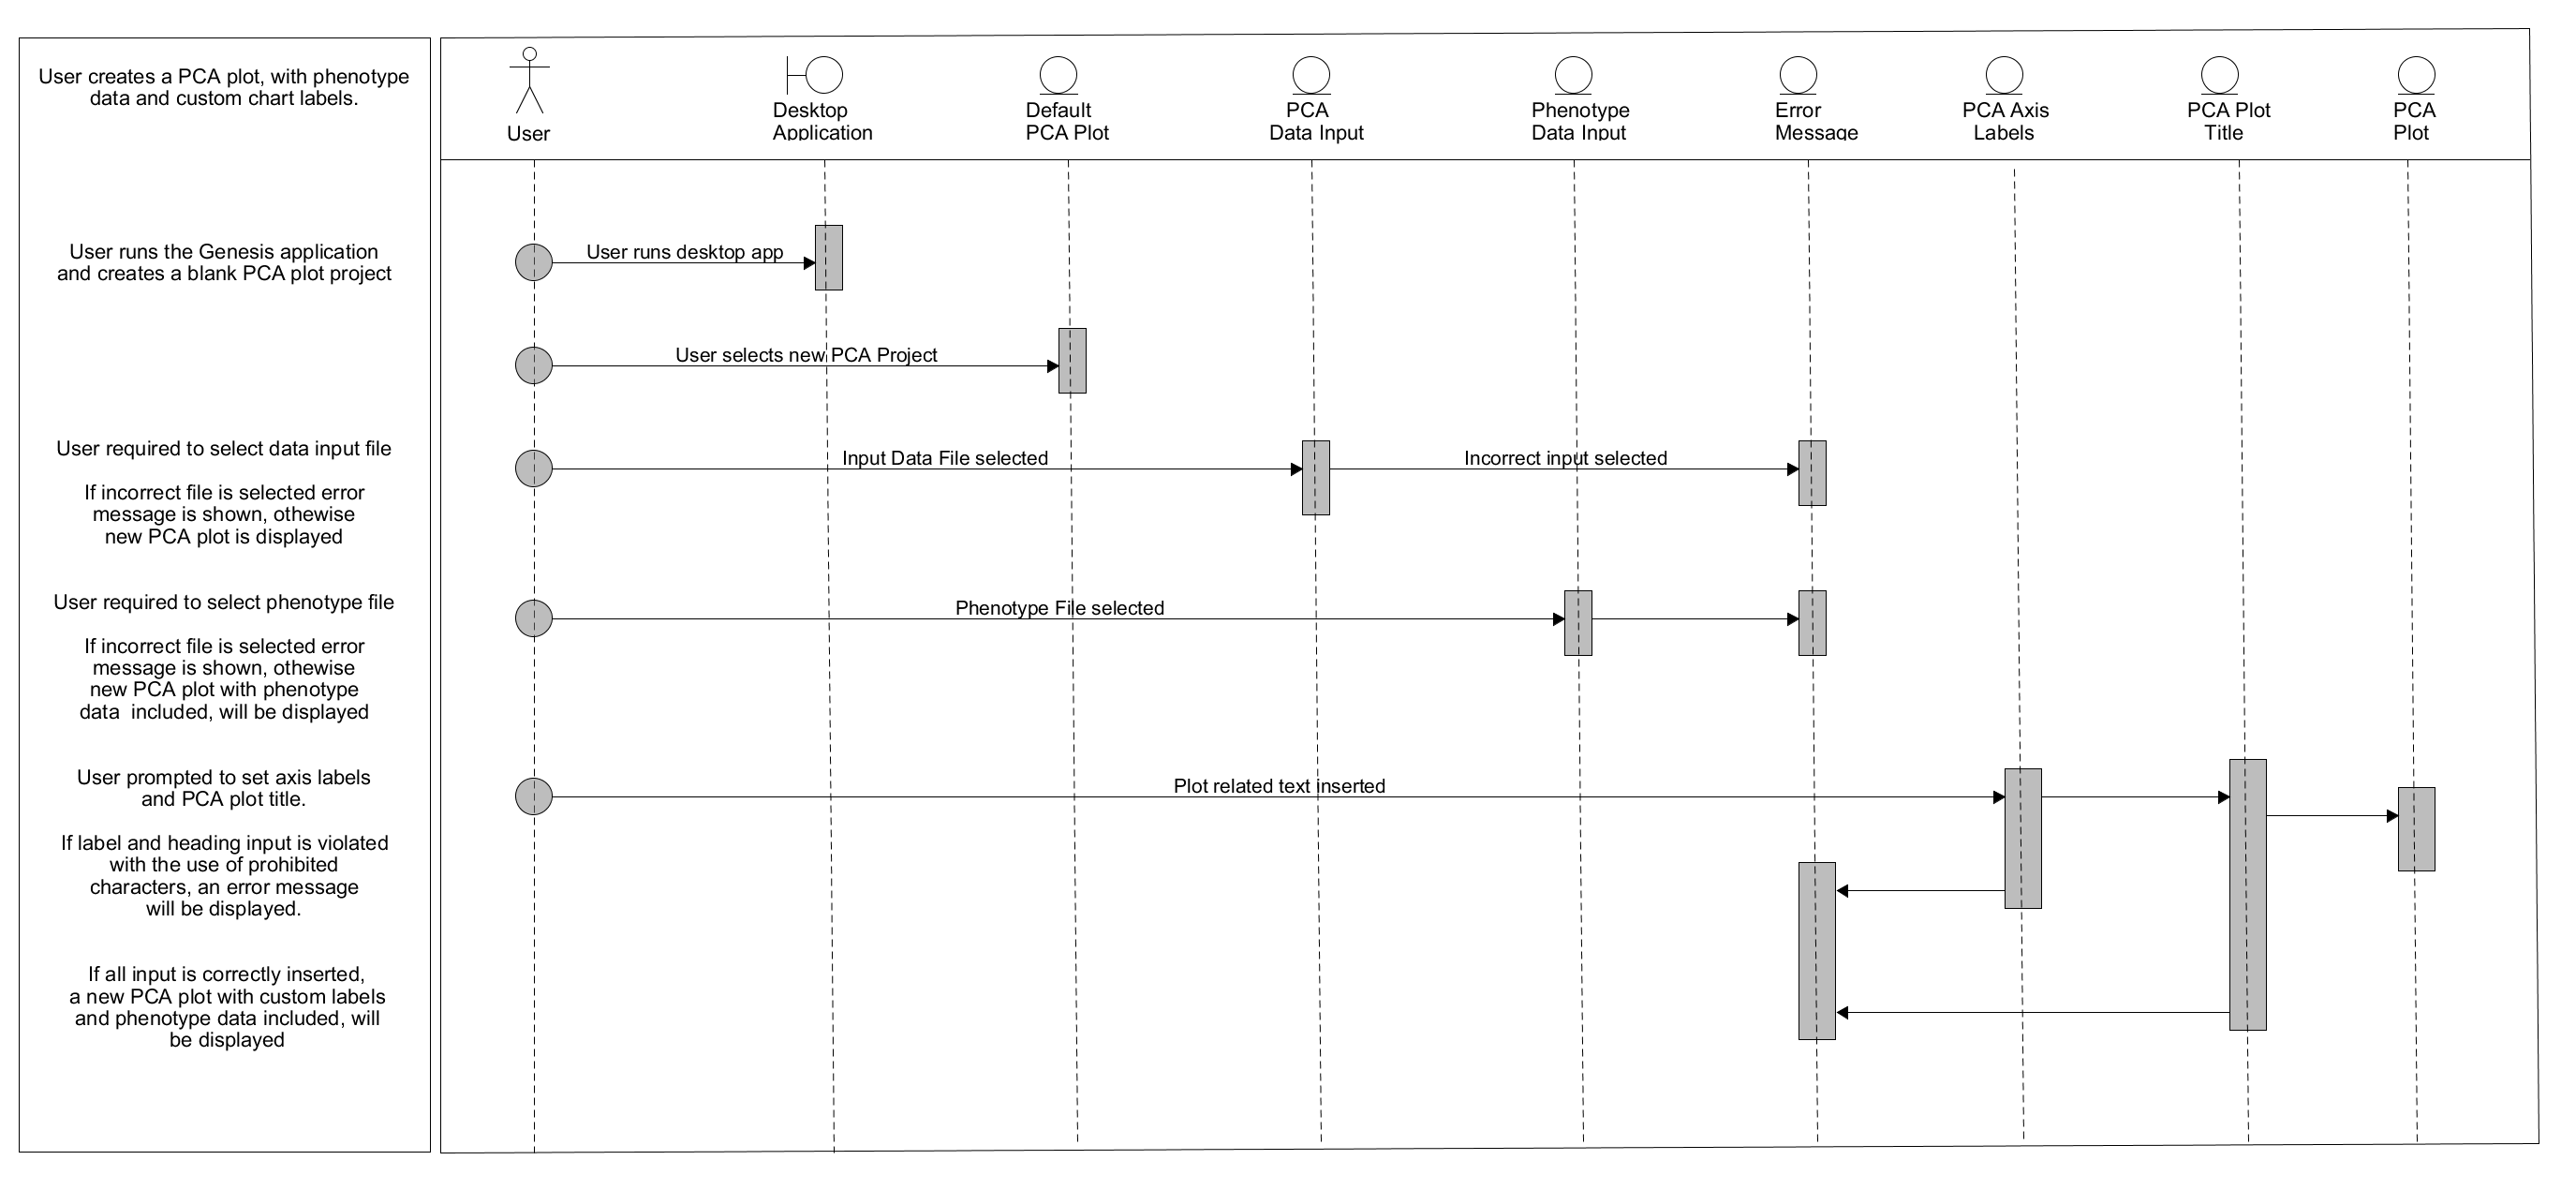 User creates a PCA plot, with phenotype
data and custom chart labels.
User
Desktop
Application
Default
PCA Plot
PCA
Data Input
Phenotype
Data Input
Error
Message
PCA Axis
Labels
PCA Plot
Title
PCA
Plot
User runs the Genesis application
and creates a blank PCA plot project
User runs desktop app
User selects new PCA Project
User required to select data input file
If incorrect file is selected error
message is shown, othewise
new PCA plot is displayed
Input Data File selected
Incorrect input selected
User required to select phenotype file
If incorrect file is selected error
message is shown, othewise
new PCA plot with phenotype
data  included, will be displayed
Phenotype File selected
User prompted to set axis labels
and PCA plot title.
If label and heading input is violated
with the use of prohibited
characters, an error message
will be displayed.
If all input is correctly inserted,
a new PCA plot with custom labels
and phenotype data included, will
be displayed
Plot related text inserted